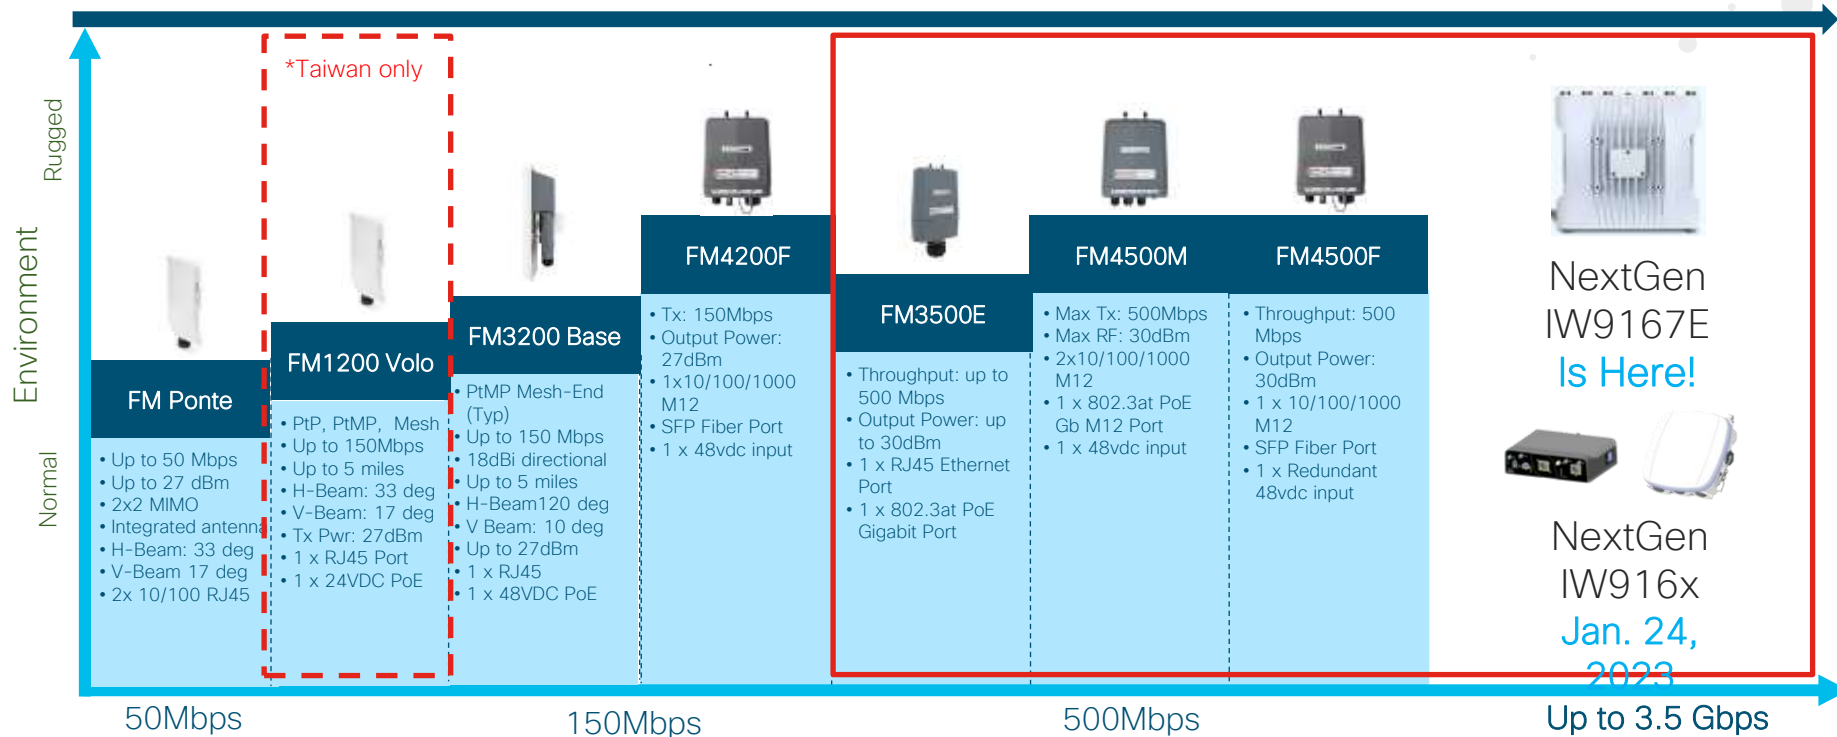 *Taiwan only
Rugged
Environment
Normal
FM Ponte
• Up to 50 Mbps
• Up to 27 dBm
• 2x2 MIMO
• Integrated antenna
• H-Beam: 33 deg
• V-Beam 17 deg
• 2x 10/100 RJ45
FM1200 Volo
• PtP, PtMP, Mesh
• Up to 150Mbps
• Up to 5 miles
• H-Beam: 33 deg
• V-Beam: 17 deg
• Tx Pwr: 27dBm
• 1 x RJ45 Port
• 1 x 24VDC PoE
FM3200 Base
• PtMP Mesh-End
(Typ)
• Up to 150 Mbps
• 18dBi directional
• Up to 5 miles
• H-Beam120 deg
• V Beam: 10 deg
• Up to 27dBm
• 1 x RJ45
• 1 x 48VDC PoE
FM4200F
• Tx: 150Mbps
• Output Power:
27dBm
• 1x10/100/1000
M12
• SFP Fiber Port
• 1 x 48vdc input
FM3500E
• Throughput: up to
500 Mbps
• Output Power: up
to 30dBm
• 1 x RJ45 Ethernet
Port
• 1 x 802.3at PoE
Gigabit Port
FM4500M
• Max Tx: 500Mbps
• Max RF: 30dBm
• 2x10/100/1000
M12
• 1 x 802.3at PoE
Gb M12 Port
• 1 x 48vdc input
FM4500F
• Throughput: 500
Mbps
• Output Power:
30dBm
• 1 x 10/100/1000
M12
• SFP Fiber Port
• 1 x Redundant
48vdc input
NextGen
IW9167E
Is Here!
NextGen
IW916x
Jan. 24,
2023
50Mbps
150Mbps
500Mbps
Up to 3.5 Gbps